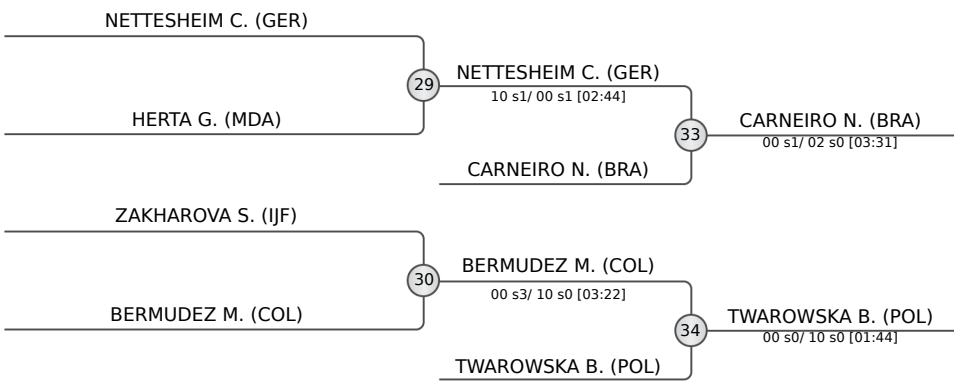 NETTESHEIM C. (GER)
29
NETTESHEIM C. (GER)
10 s1/ 00 s1 [02:44]
HERTA G. (MDA)
33
CARNEIRO N. (BRA)
00 s1/ 02 s0 [03:31]
CARNEIRO N. (BRA)
ZAKHAROVA S. (IJF)
30
BERMUDEZ M. (COL)
00 s3/ 10 s0 [03:22]
BERMUDEZ M. (COL)
34
TWAROWSKA B. (POL)
00 s0/ 10 s0 [01:44]
TWAROWSKA B. (POL)